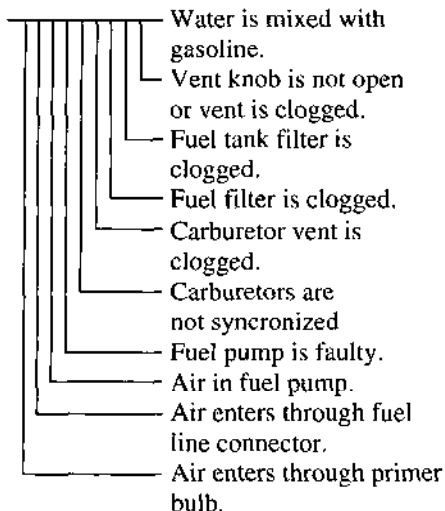 Water is mixed with
gasoline.
Vent knob is not open
or vent is clogged.
Fuel tank filter is
clogged.
Fuel filter is clogged.
Carburetor vent is
clogged.
Carburetors are
not syncronized
Fuel pump is faulty.
Air in fuel pump.
Air enters through fuel
line connector.
Air enters through primer
bulb.